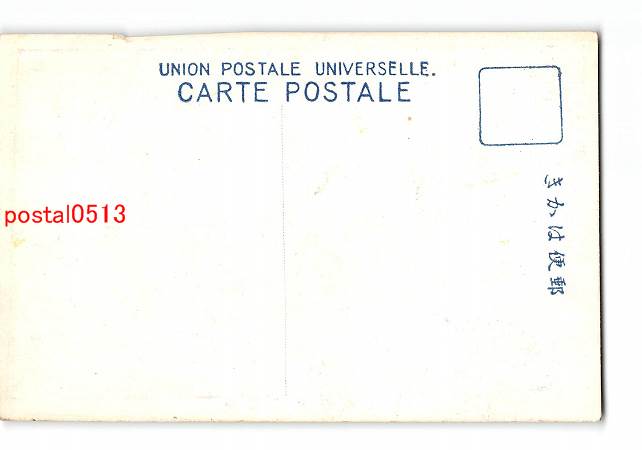 UNION POSTALE UNIVERSELLE.
CARTE POSTALE
きかは便郵
postal0513